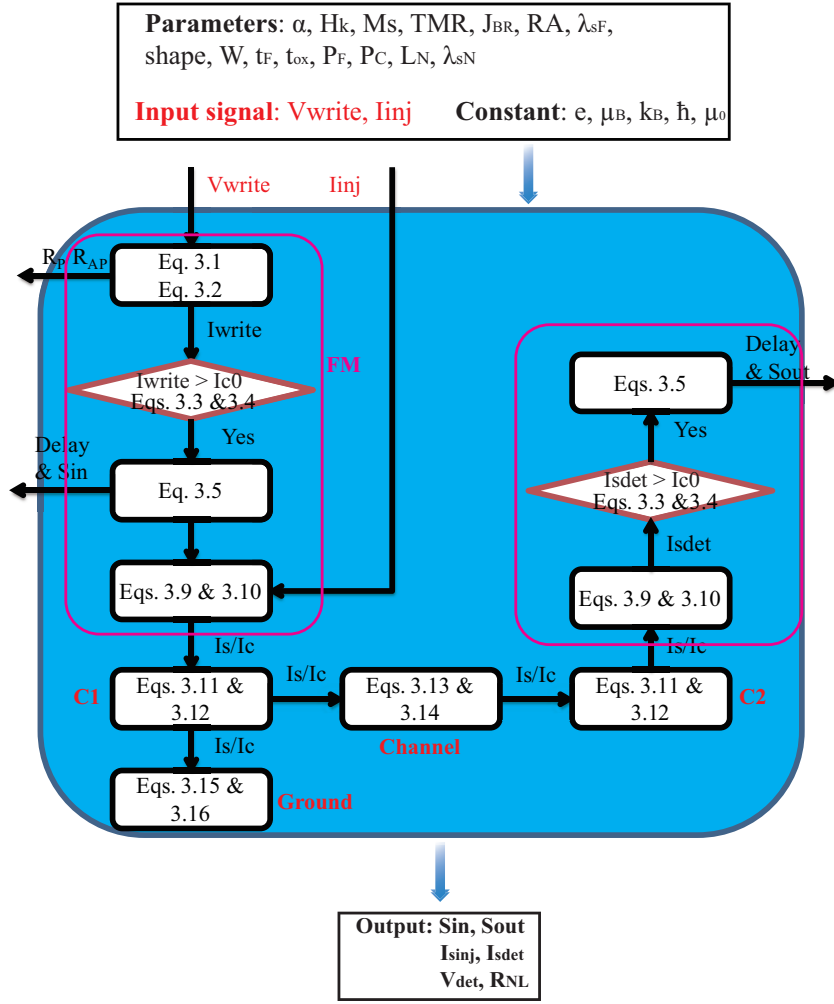 Parameters: α, Hk, Ms, TMR, JBR, RA, λsF,
shape, W, tF, tox, PF, PC, LN, λsN
Input signal: Vwrite, Iinj Constant: e, µB, kB, ħ, µ0
Vwrite Iinj
RP RAP
Eq. 3.1
Eq. 3.2
Iwrite
FM
Iwrite > Ic0
Eqs. 3.3 &3.4
Yes
Delay
& Sin
Eq. 3.5
Eqs. 3.9 & 3.10
Is/Ic
C1
Eqs. 3.11 &
3.12
Is/Ic
Eqs. 3.13 &
3.14
Channel
Is/Ic
Eqs. 3.11 &
3.12
C2
Is/Ic
Eqs. 3.15 &
3.16
Ground
Is/Ic
Eqs. 3.9 & 3.10
Isdet
Isdet > Ic0
Eqs. 3.3 &3.4
Yes
Eqs. 3.5
Delay
& Sout
Output: Sin, Sout
Isinj, Isdet
Vdet, RNL